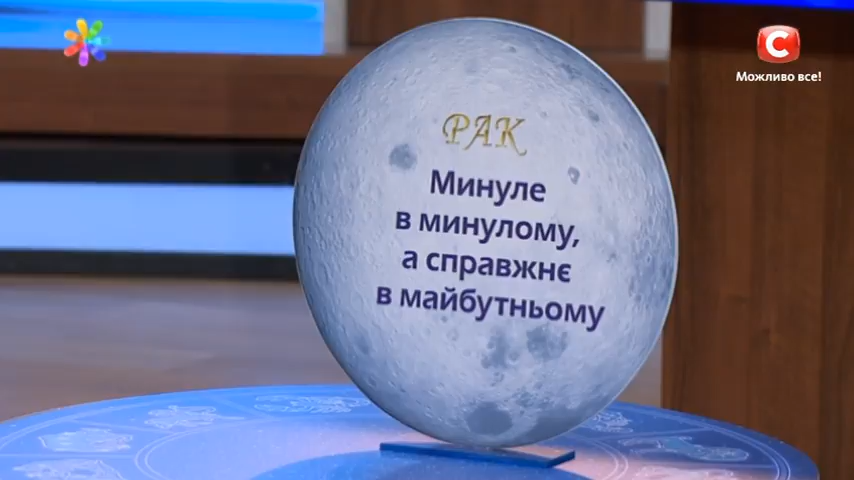 С
Можливо все!
РАК
Минуле
в минулому,
а справжнє
в майбутньому